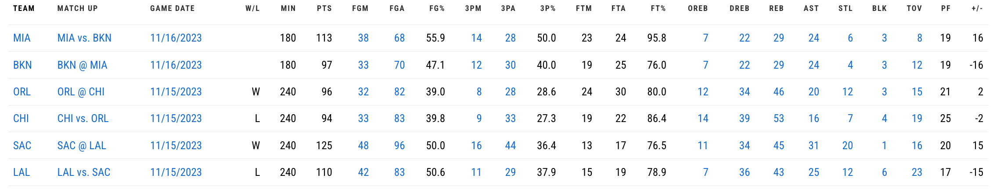 TEAM MATCH UP GAME DATE W/L MIN PTS FGM FGA FG% 3PM 3PA 3P% FTM FTA FT% OREB DREB REB AST STL BLK TOV PF +/-
MIA MIA vs. BKN 11/16/2023 180 113 38 68 55.9 14 28 50.0 23 24 95.8 7 22 29 24 6 3 8 19 16
BKN BKN @ MIA 11/16/2023 180 97 33 70 47.1 12 30 40.0 19 25 76.0 7 22 29 24 4 3 12 19 -16
ORL ORL @ CHI 11/15/2023 W 240 96 32 82 39.0 8 28 28.6 24 30 80.0 12 34 46 20 12 3 15 21 2
CHI CHI vs. ORL 11/15/2023 L 240 94 33 83 39.8 9 33 27.3 19 22 86.4 14 39 53 16 7 4 19 25 -2
SAC SAC @ LAL 11/15/2023 W 240 125 48 96 50.0 16 44 36.4 13 17 76.5 11 34 45 31 20 1 16 20 15
LAL LAL vs. SAC 11/15/2023 L 240 110 42 83 50.6 11 29 37.9 15 19 78.9 7 36 43 25 12 6 23 17 -15